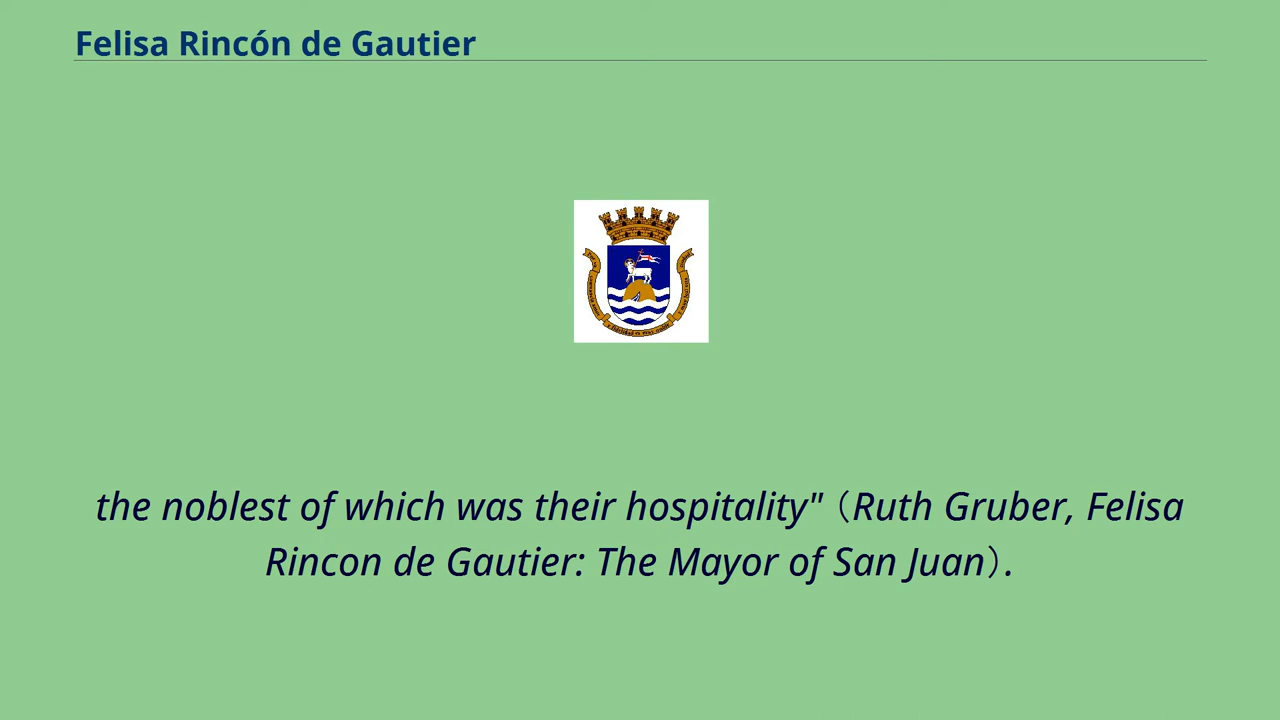 Felisa Rincón de Gautier
the noblest of which was their hospitality" (Ruth Gruber, Felisa
Rincon de Gautier: The Mayor of San Juan).